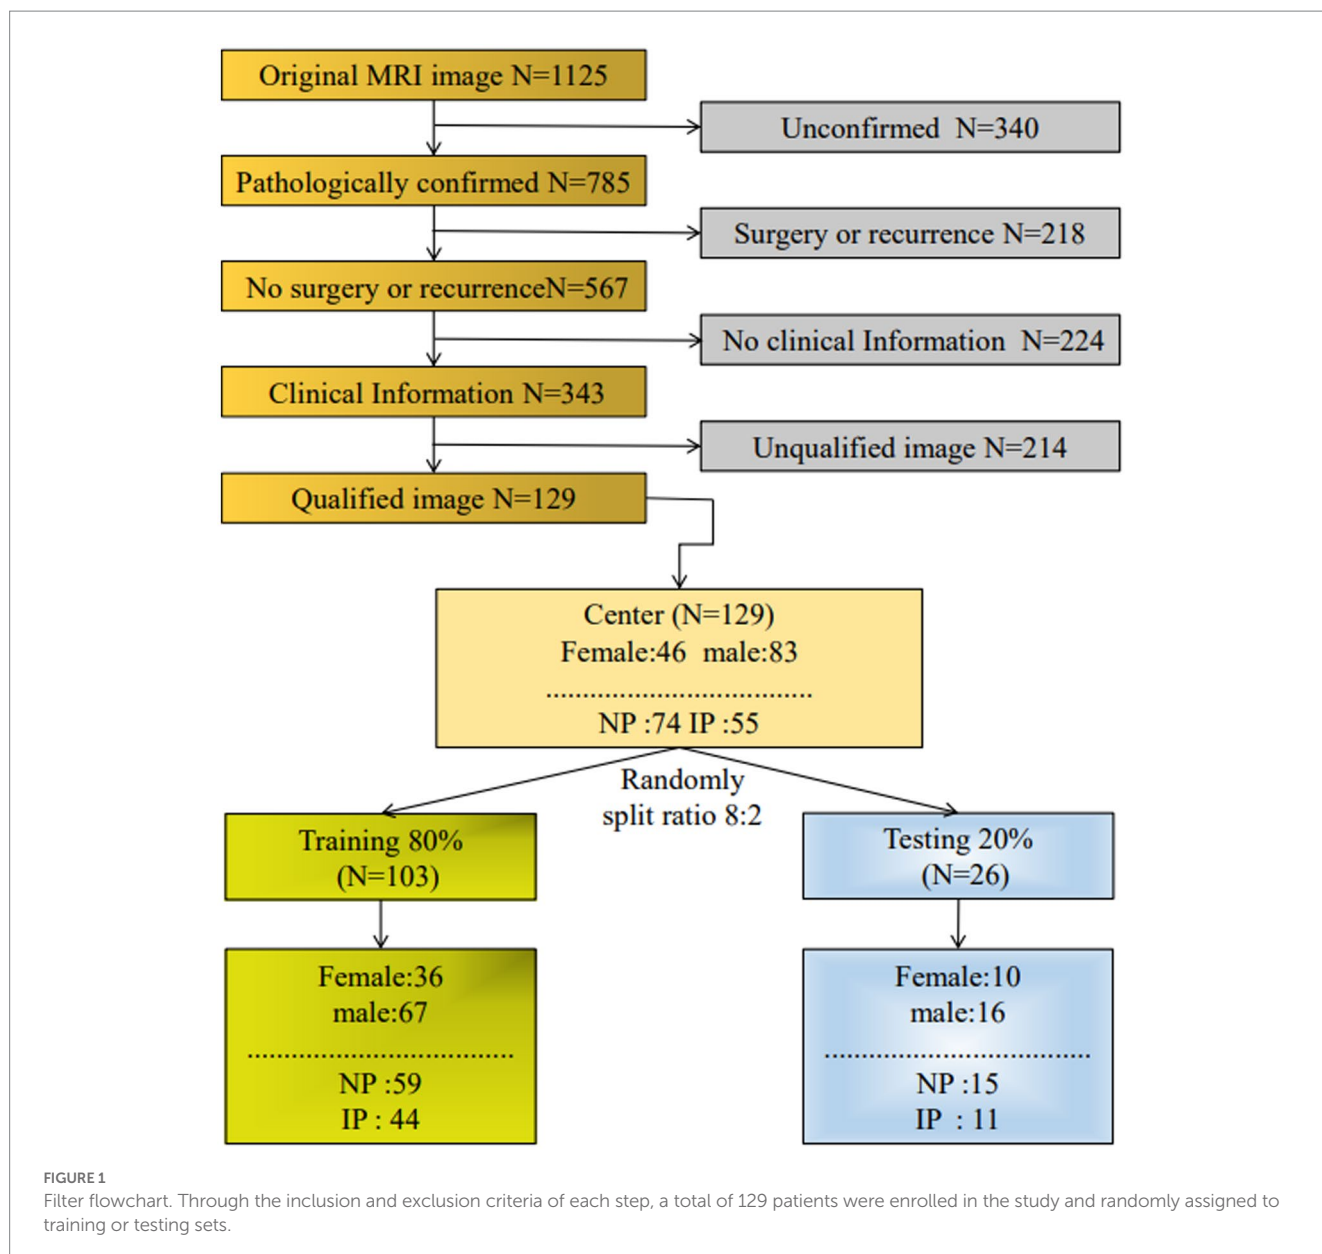 Original MRI image N=1125
Unconfirmed N=340
Pathologically confirmed N=785
Surgery or recurrence N=218
No surgery or recurrenceN=567
No clinical Information N=224
Clinical Information N=343
Unqualified image N=214
Qualified image N=129
Center (N=129)
Female:46 male:83
....................................
NP :74 IP :55
Randomly
split ratio 8:2
Training 80%
(N=103)
Testing 20%
(N=26)
Female:36
male:67
....................................
NP :59
IP : 44
Female:10
male:16
....................................
NP :15
IP : 11
FIGURE 1
Filter flowchart. Through the inclusion and exclusion criteria of each step, a total of 129 patients were enrolled in the study and randomly assigned to
training or testing sets.